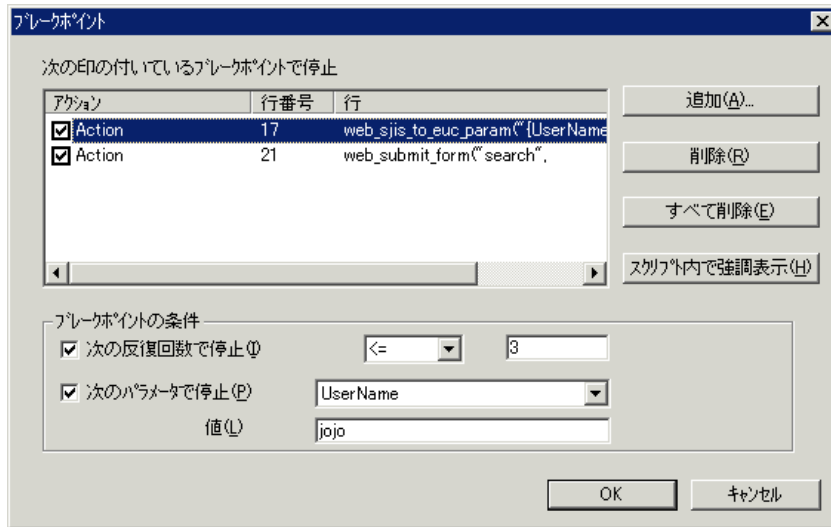 ﾌﾞﾚｰｸﾎﾟｲﾝﾄ
次の印の付いているﾌﾞﾚｰｸﾎﾟｲﾝﾄで停止
ｱｸｼｮﾝ 行番号 行
Action 17 web_sjis_to_euc_param("{UserName
Action 21 web_submit_form("search",
追加(A)...
削除(R)
すべて削除(E)
ｽｸﾘﾌﾟﾄ内で強調表示(H)
ﾌﾞﾚｰｸﾎﾟｲﾝﾄの条件
次の反復回数で停止(I) <= 3
次のﾊﾟﾗﾒｰﾀで停止(P) UserName
値(L) jojo
OK ｷｬﾝｾﾙ